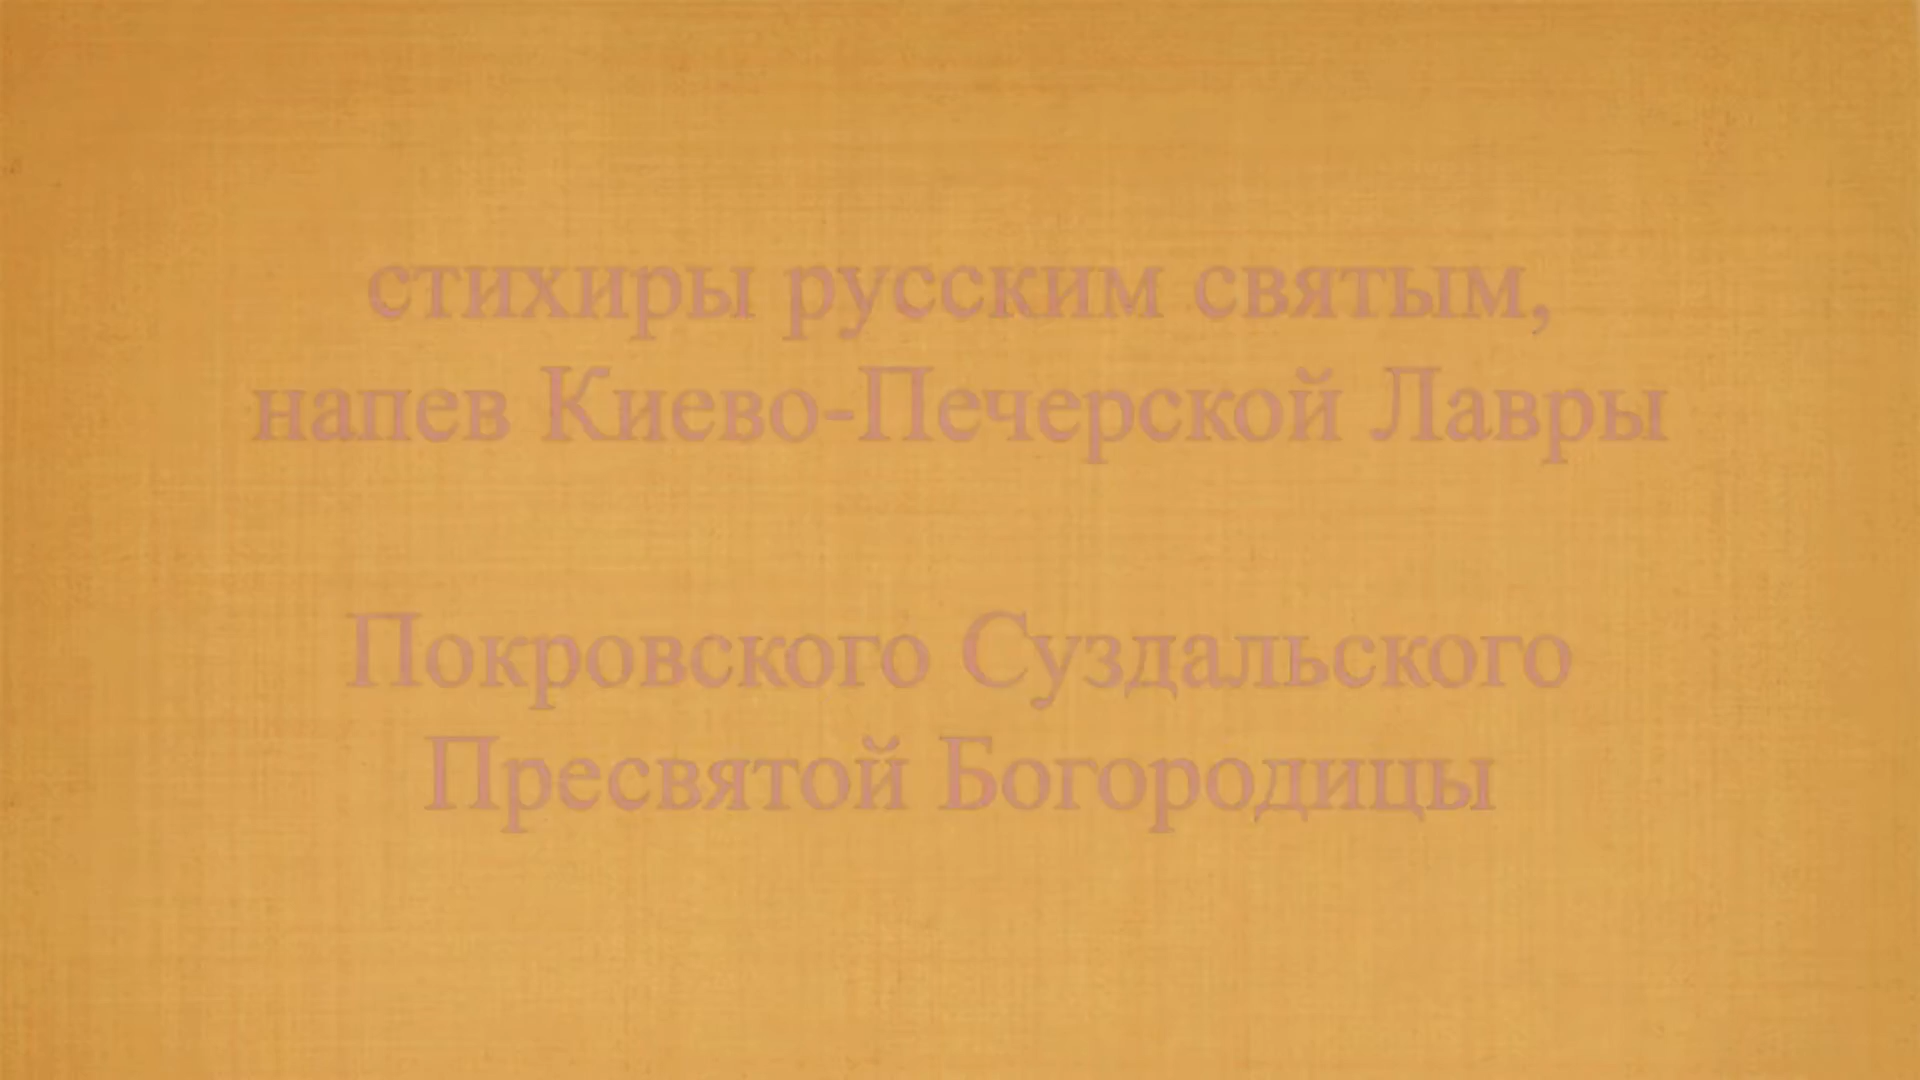 стихиры русским святым,
напев Киево-Печерской Лавры
Покровского Суздальского
Пресвятой Богородицы